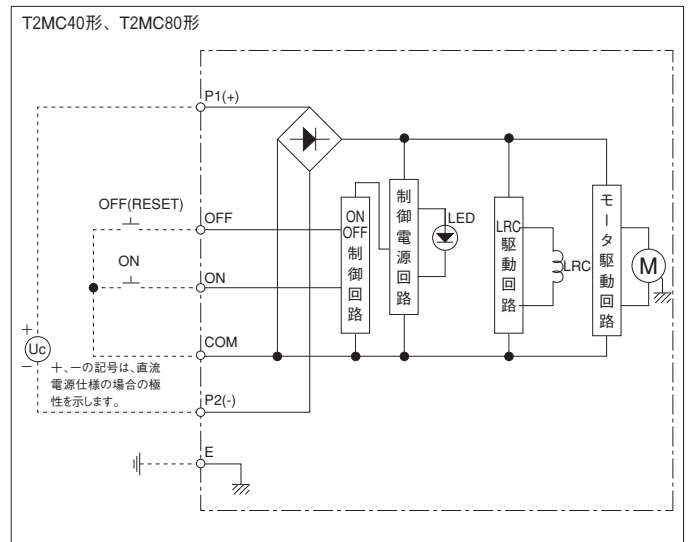 T2MC40形、T2MC80形
P1(+)
OFF(RESET)
OFF
ON
ON
COM
+
Uc
−
+、−の記号は、直流
電源仕様の場合の極
性を示します。
P2(-)
E
ON
OFF
制
御
回
路
制
御
電
源
回
路
LED
LRC
駆
動
回
路
LRC
モ
ー
タ
駆
動
回
路
M